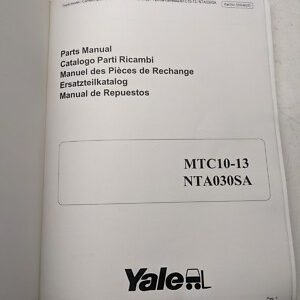 Parts Manual
Catalogo Parti Ricambi
Manuel des Pièces de Rechange
Ersatzteilkatalog
Manual de Repuestos
MTC10-13
NTA030SA
Yale